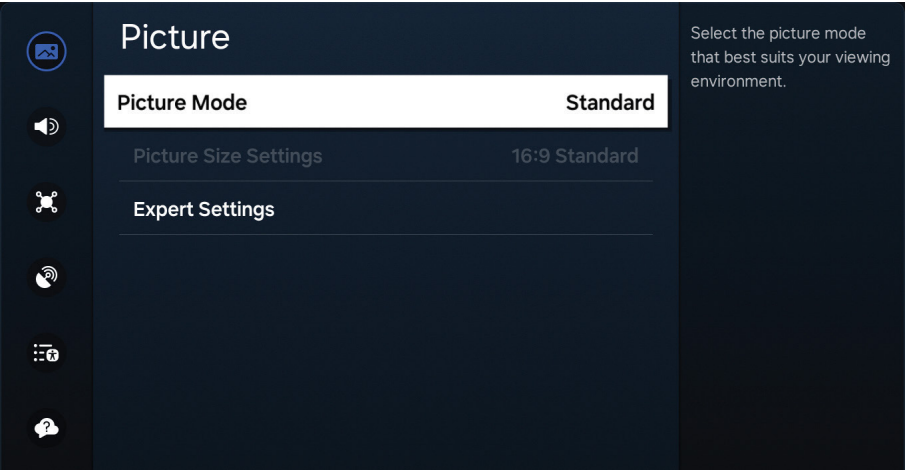 Picture
Picture Mode Standard
Picture Size Settings 16:9 Standard
Expert Settings
Select the picture mode
that best suits your viewing
environment.